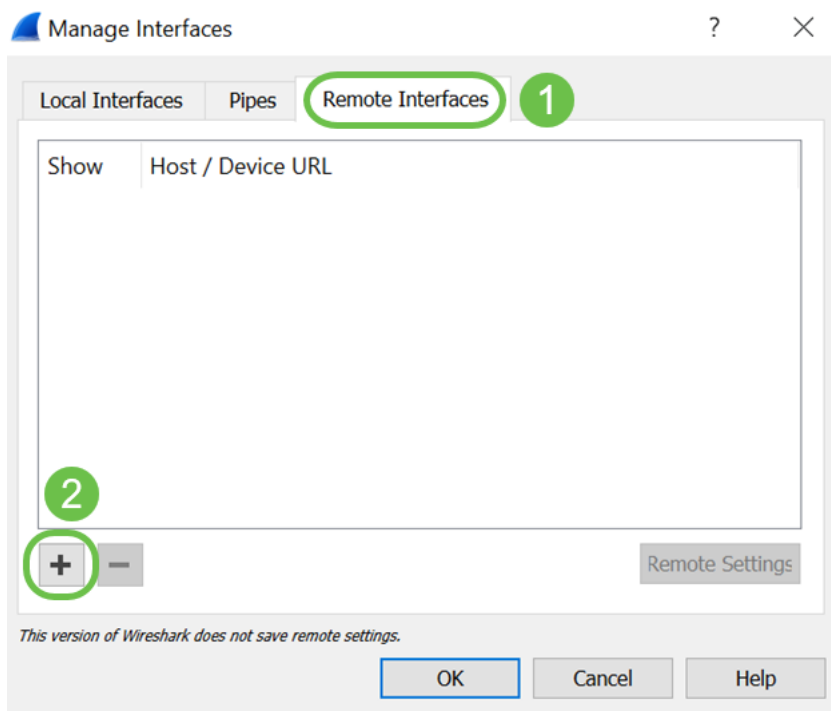 Manage Interfaces ?
Local Interfaces Pipes Remote Interfaces 1
Show Host / Device URL
2
+ −
Remote Settings
This version of Wireshark does not save remote settings.
OK Cancel Help